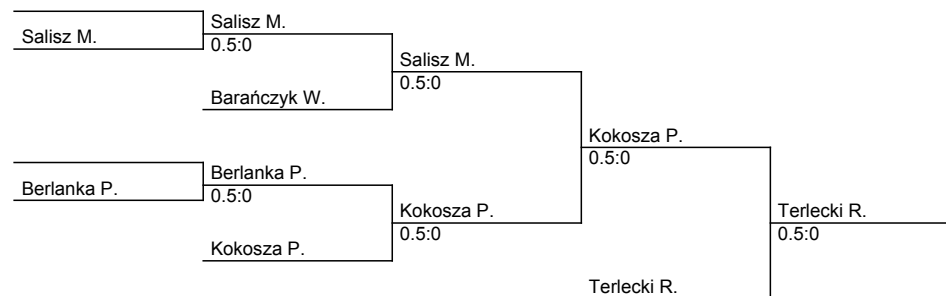 Salisz M.
Salisz M.
0.5:0
Salisz M.
0.5:0
Barańczyk W.
Kokosza P.
0.5:0
Berlanka P.
Berlanka P.
0.5:0
Kokosza P.
0.5:0
Terlecki R.
0.5:0
Kokosza P.
Terlecki R.